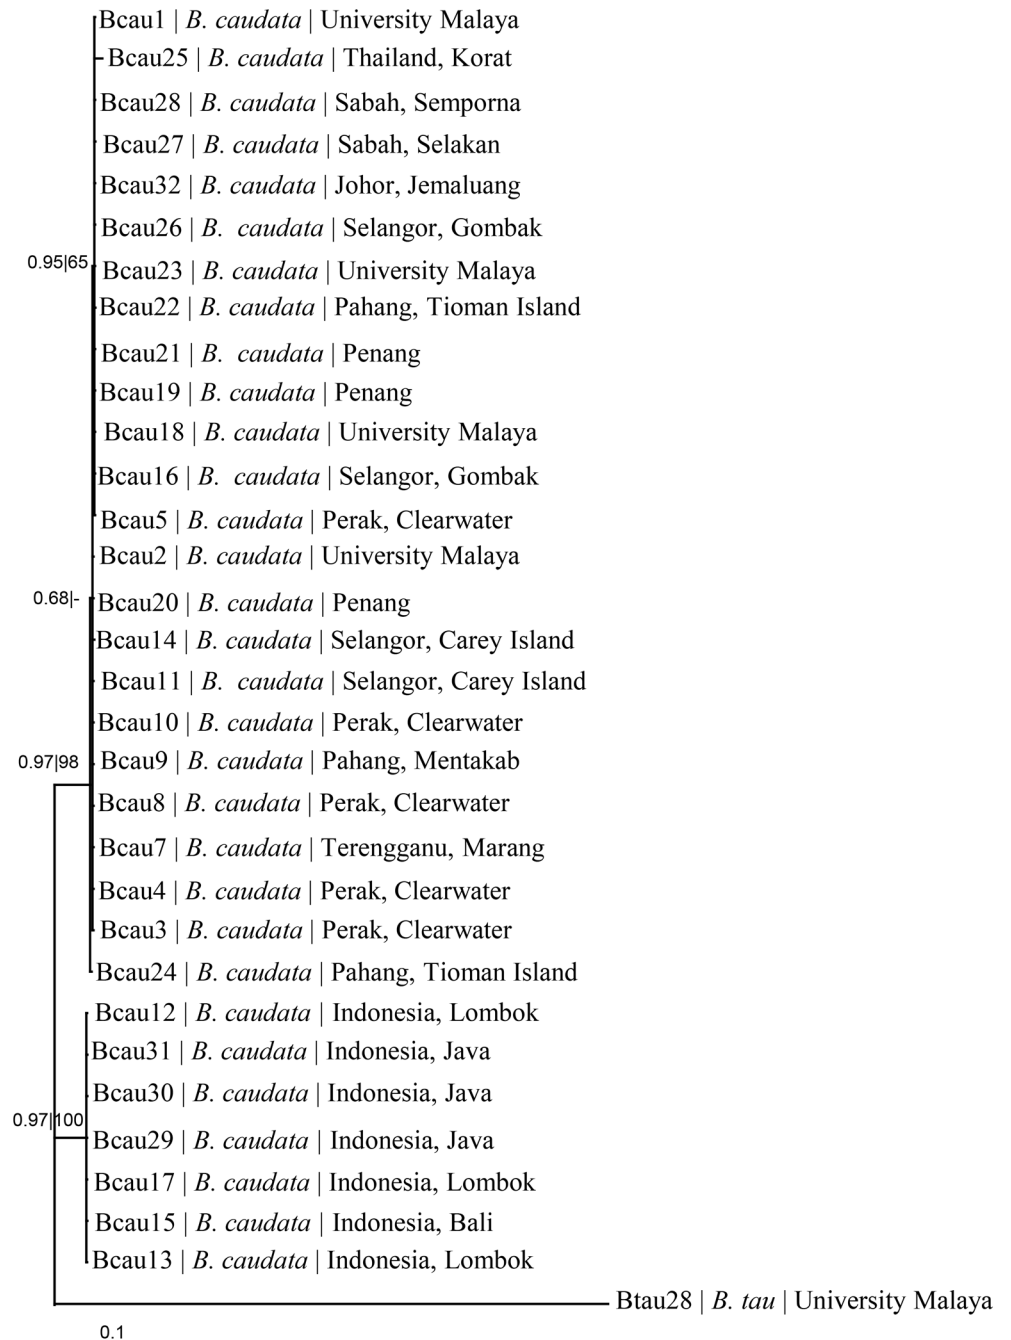 Bcau1 | B. caudata | University Malaya
Bcau25 | B. caudata | Thailand, Korat
Bcau28 | B. caudata | Sabah, Semporna
Bcau27 | B. caudata | Sabah, Selakan
Bcau32 | B. caudata | Johor, Jemaluang
Bcau26 | B. caudata | Selangor, Gombak
0.95|65
Bcau23 | B. caudata | University Malaya
Bcau22 | B. caudata | Pahang, Tioman Island
Bcau21 | B. caudata | Penang
Bcau19 | B. caudata | Penang
Bcau18 | B. caudata | University Malaya
Bcau16 | B. caudata | Selangor, Gombak
Bcau5 | B. caudata | Perak, Clearwater
Bcau2 | B. caudata | University Malaya
0.68|-
Bcau20 | B. caudata | Penang
Bcau14 | B. caudata | Selangor, Carey Island
Bcau11 | B. caudata | Selangor, Carey Island
Bcau10 | B. caudata | Perak, Clearwater
0.97|98
Bcau9 | B. caudata | Pahang, Mentakab
Bcau8 | B. caudata | Perak, Clearwater
Bcau7 | B. caudata | Terengganu, Marang
Bcau4 | B. caudata | Perak, Clearwater
Bcau3 | B. caudata | Perak, Clearwater
Bcau24 | B. caudata | Pahang, Tioman Island
Bcau12 | B. caudata | Indonesia, Lombok
Bcau31 | B. caudata | Indonesia, Java
Bcau30 | B. caudata | Indonesia, Java
0.97|100
Bcau29 | B. caudata | Indonesia, Java
Bcau17 | B. caudata | Indonesia, Lombok
Bcau15 | B. caudata | Indonesia, Bali
Bcau13 | B. caudata | Indonesia, Lombok
Btau28 | B. tau | University Malaya
0.1